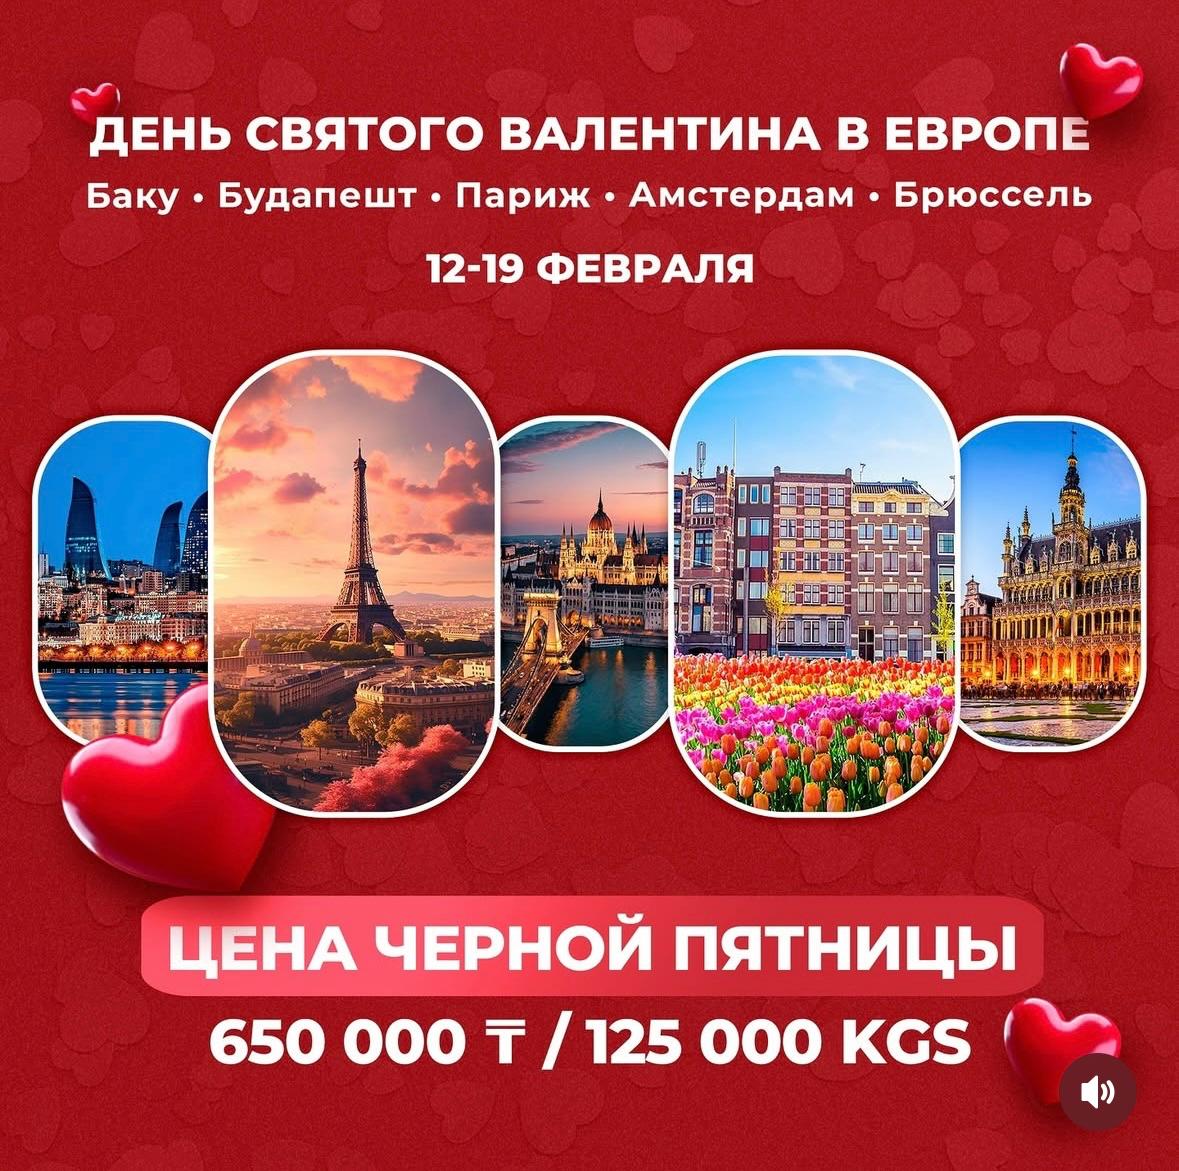 ДЕНЬ СВЯТОГО ВАЛЕНТИНА В ЕВРОПЕ
Баку • Будапешт • Париж • Амстердам • Брюссель
12-19 ФЕВРАЛЯ
ЦЕНА ЧЕРНОЙ ПЯТНИЦЫ
650 000 ₸ / 125 000 KGS